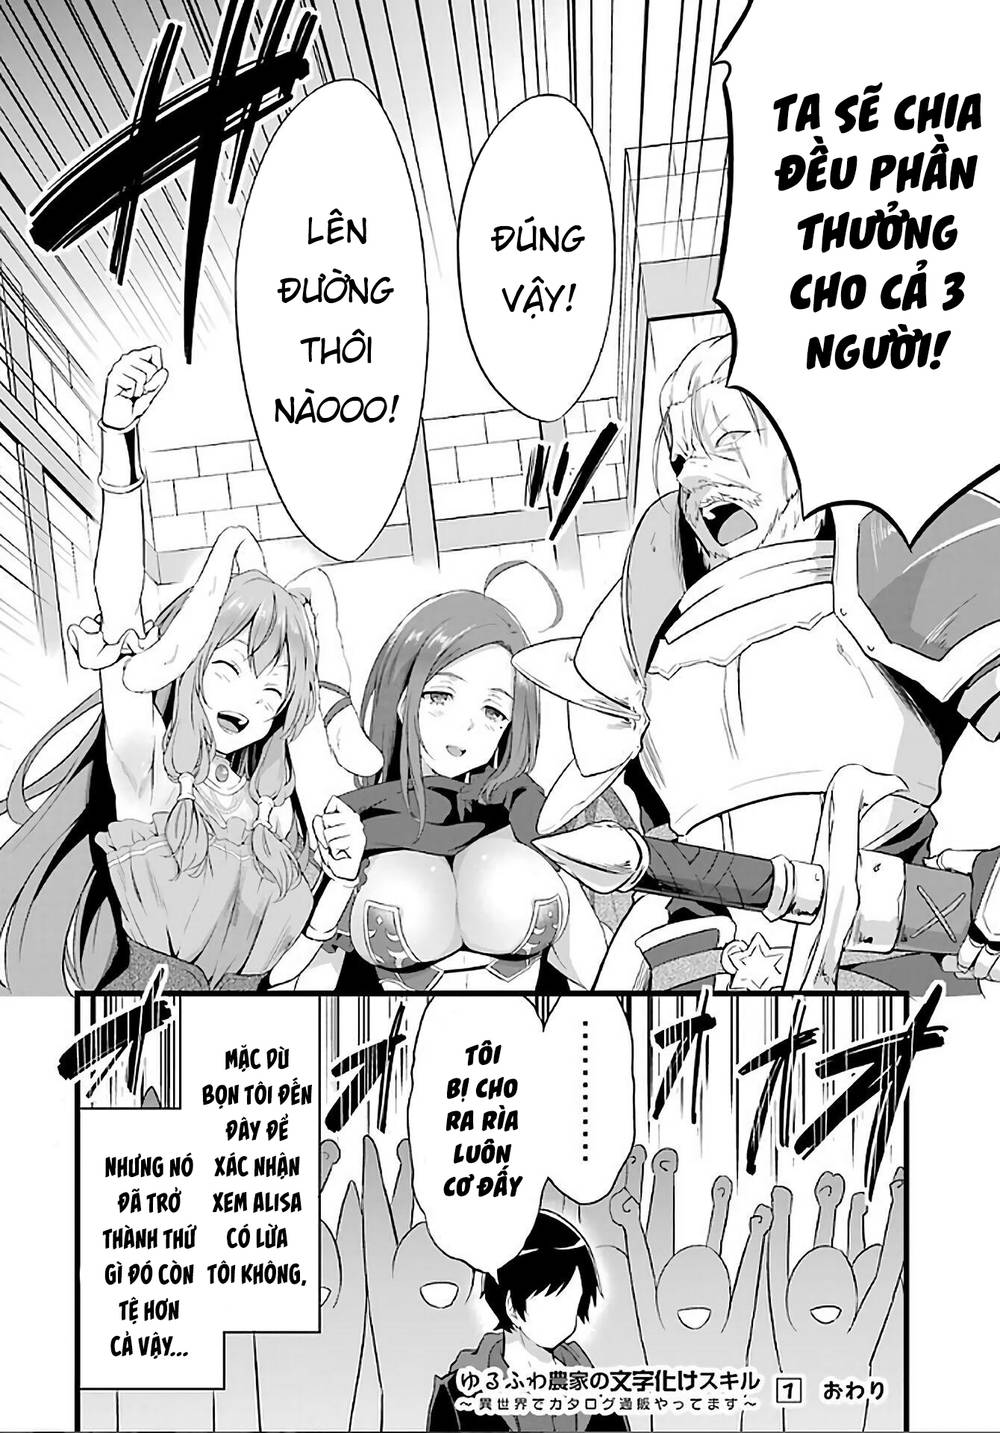 TA SẼ CHIA
ĐỀU PHẦN
THƯỞNG
CHO CẢ 3
NGƯỜI!
ĐÚNG
VẬY!
LÊN
ĐƯỜNG
THÔI
NÀOOO!
オオオ
TÔI
BỊ CHO
RA RÌA
LUÔN
CƠ ĐẤY
...........
MẶC DÙ
BỌN TÔI ĐẾN
ĐÂY ĐỂ
XÁC NHẬN
XEM ALISA
CÓ LỪA
TÔI KHÔNG,
NHƯNG NÓ
ĐÃ TRỞ
THÀNH THỨ
GÌ ĐÓ CÒN
TỆ HƠN
CẢ VẬY...
ゆるふわ農家の文字化けスキル
～異世界でカタログ通販やってます～
1 おわり